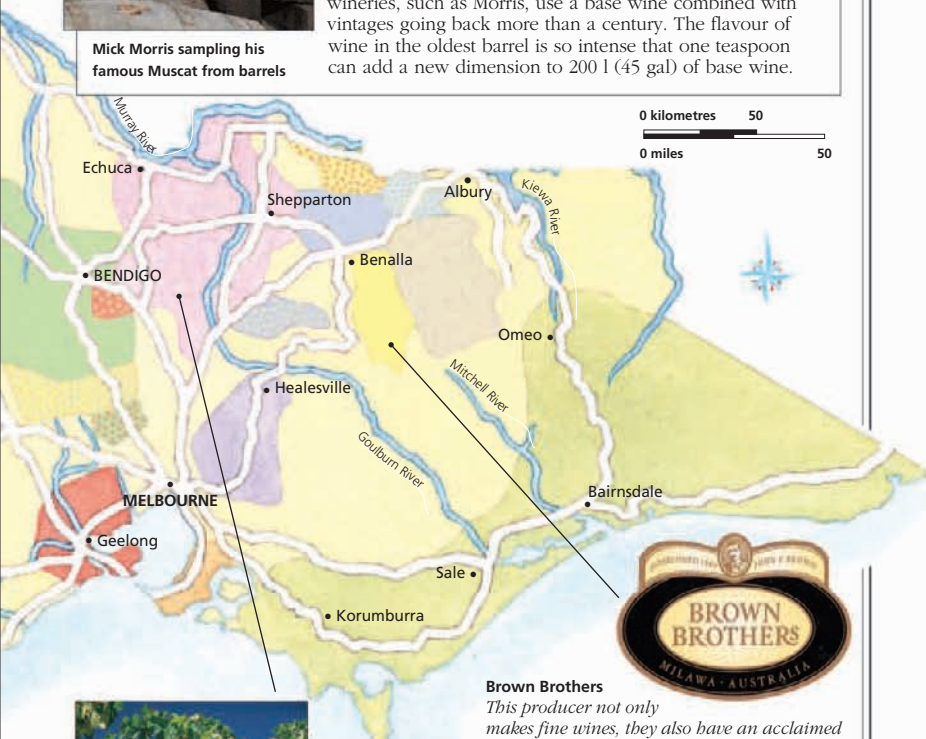 wineries, such as Morris, use a base wine combined with
vintages going back more than a century. The flavour of
wine in the oldest barrel is so intense that one teaspoon
can add a new dimension to 200 l (45 gal) of base wine.
Mick Morris sampling his
famous Muscat from barrels
0 kilometres 50
0 miles 50
Murray River
Echuca
Shepparton
Albury
Kiewa River
BENDIGO
Benalla
Omeo
Healesville
Mitchell River
Goulburn River
MELBOURNE
Bairnsdale
Geelong
Sale
Korumburra
BROWN
BROTHERS
MILAWA · AUSTRALIA
Brown Brothers
This producer not only
makes fine wines, they also have an acclaimed